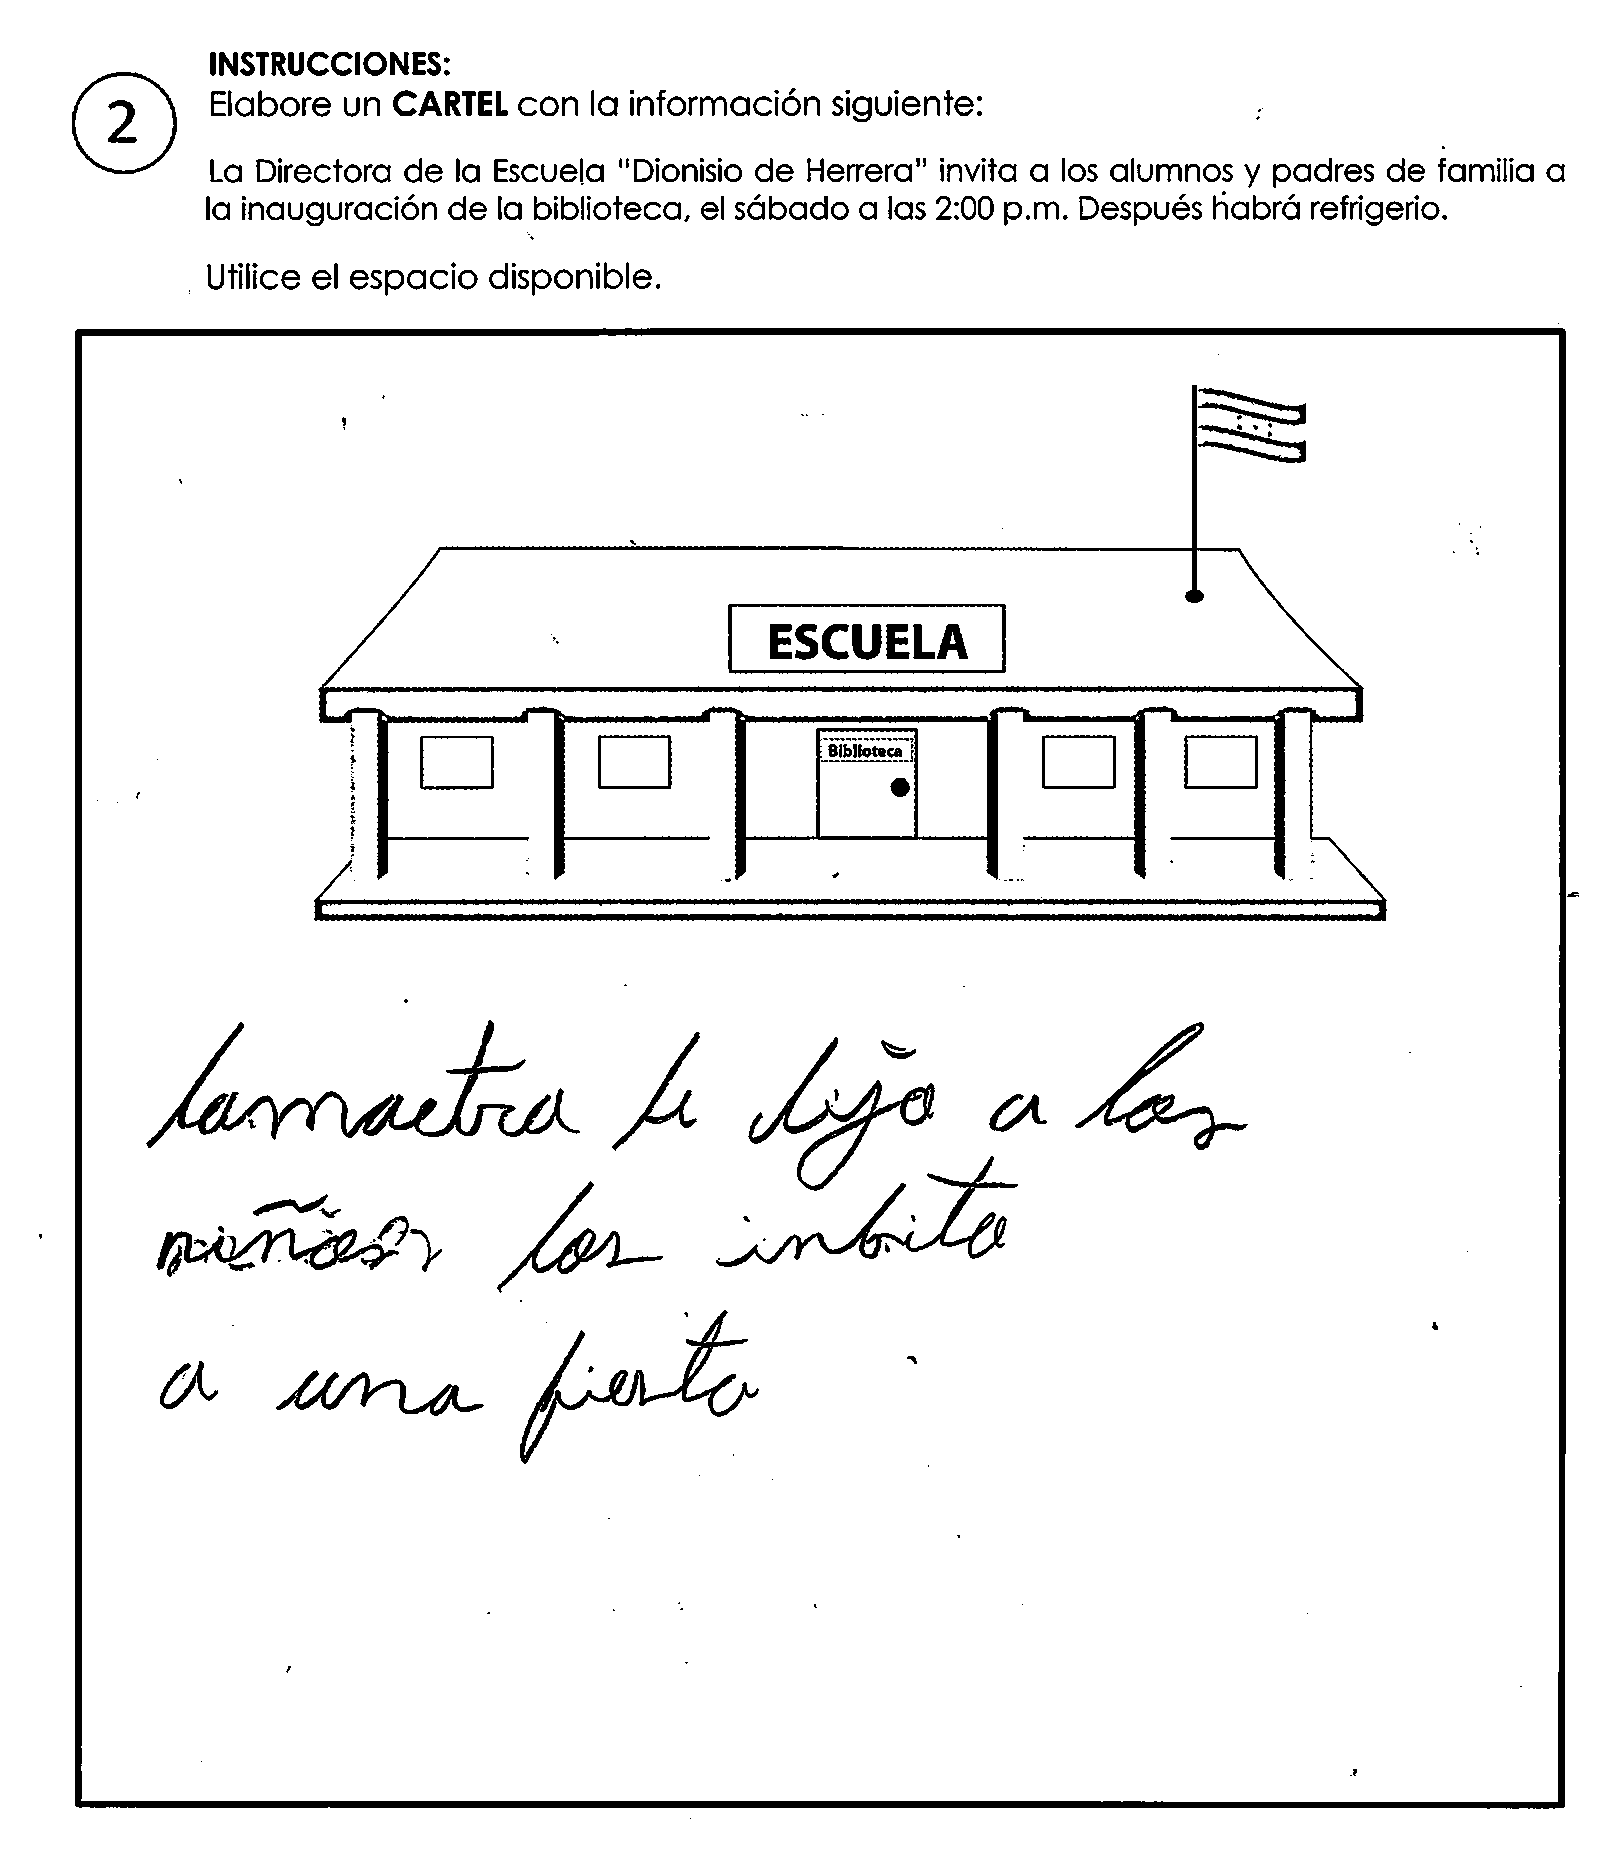 INSTRUCCIONES:
2
Elabore un CARTEL con la información siguiente:
La Directora de la Escuela "Dionisio de Herrera" invita a los alumnos y padres de familia a
la inauguración de la biblioteca, el sábado a las 2:00 p.m. Después habrá refrigerio.
Utilice el espacio disponible.
ESCUELA
Biblioteca
lamaetra le dijo a los
niños los inbita
a una fiesta